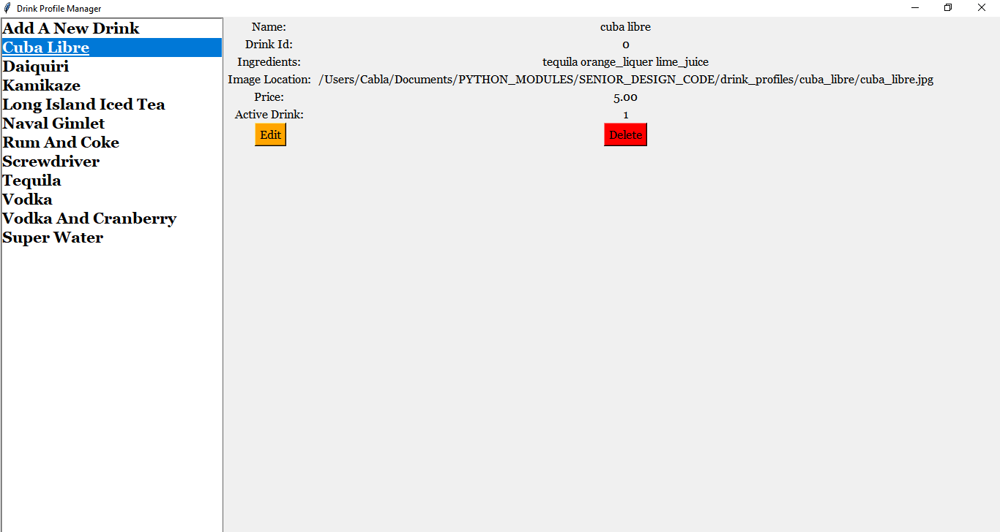 Drink Profile Manager
Add A New Drink
Cuba Libre
Daiquiri
Kamikaze
Long Island Iced Tea
Naval Gimlet
Rum And Coke
Screwdriver
Tequila
Vodka
Vodka And Cranberry
Super Water
Name: cuba libre
Drink Id: 0
Ingredients: tequila orange_liquer lime_juice
Image Location: /Users/Cabla/Documents/PYTHON_MODULES/SENIOR_DESIGN_CODE/drink_profiles/cuba_libre/cuba_libre.jpg
Price: 5.00
Active Drink: 1
Edit Delete